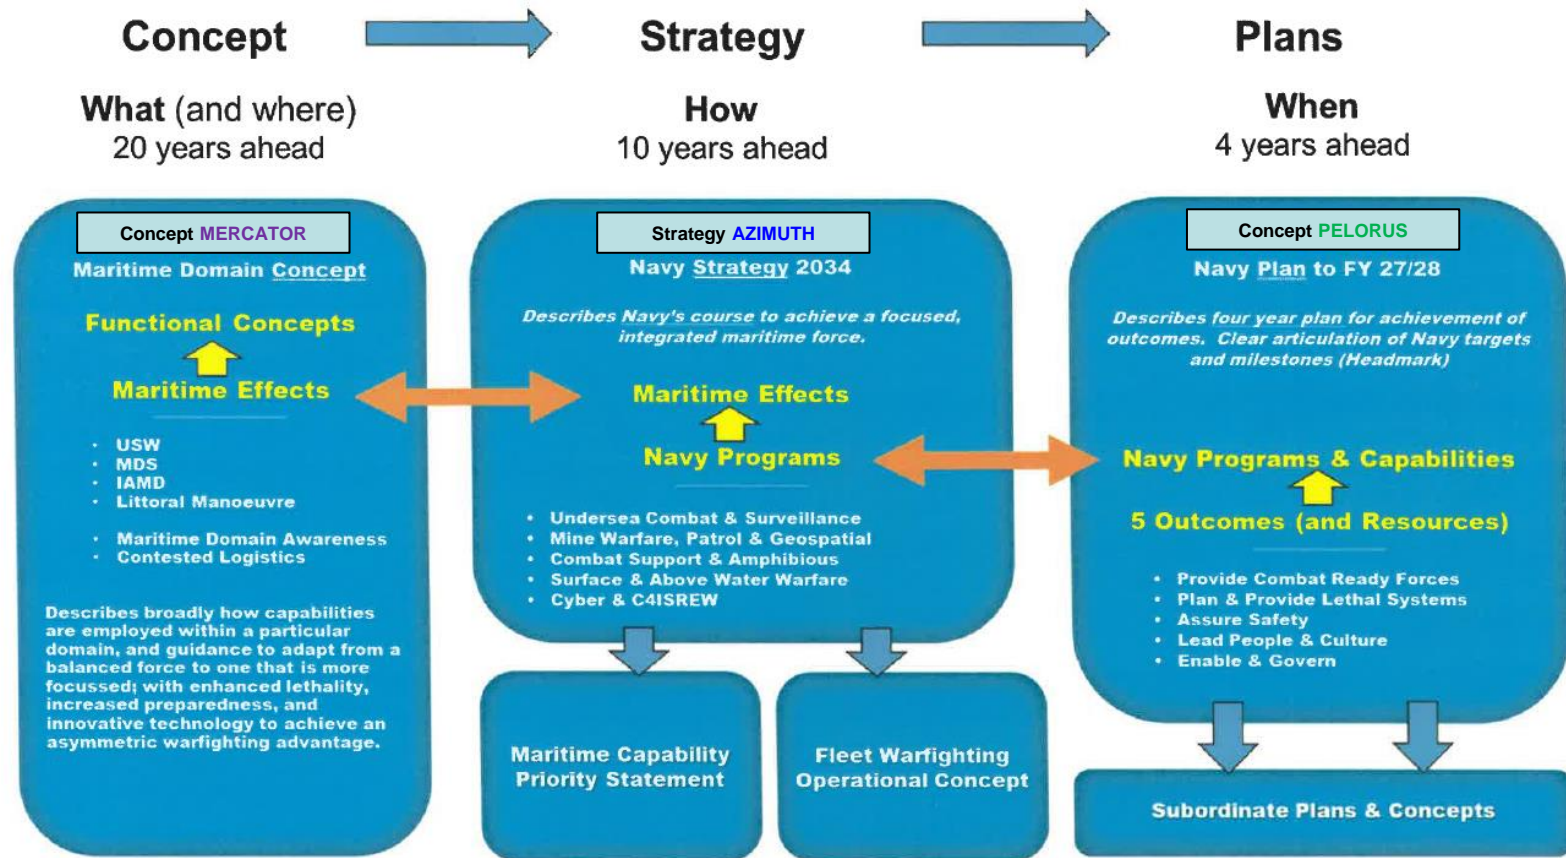 Concept
Strategy
Plans
What (and where)
20 years ahead
How
10 years ahead
When
4 years ahead
Concept MERCATOR
Maritime Domain Concept
Functional Concepts
Maritime Effects
• USW
• MDS
• IAMD
• Littoral Manoeuvre
• Maritime Domain Awareness
• Contested Logistics
Describes broadly how capabilities
are employed within a particular
domain, and guidance to adapt from a
balanced force to one that is more
focussed; with enhanced lethality,
increased preparedness, and
innovative technology to achieve an
asymmetric warfighting advantage.
Strategy AZIMUTH
Navy Strategy 2034
Describes Navy's course to achieve a focused,
integrated maritime force.
Maritime Effects
Navy Programs
• Undersea Combat & Surveillance
• Mine Warfare, Patrol & Geospatial
• Combat Support & Amphibious
• Surface & Above Water Warfare
• Cyber & C4ISREW
Maritime Capability
Priority Statement
Fleet Warfighting
Operational Concept
Concept PELORUS
Navy Plan to FY 27/28
Describes four year plan for achievement of
outcomes. Clear articulation of Navy targets
and milestones (Headmark)
Navy Programs & Capabilities
5 Outcomes (and Resources)
• Provide Combat Ready Forces
• Plan & Provide Lethal Systems
• Assure Safety
• Lead People & Culture
• Enable & Govern
Subordinate Plans & Concepts